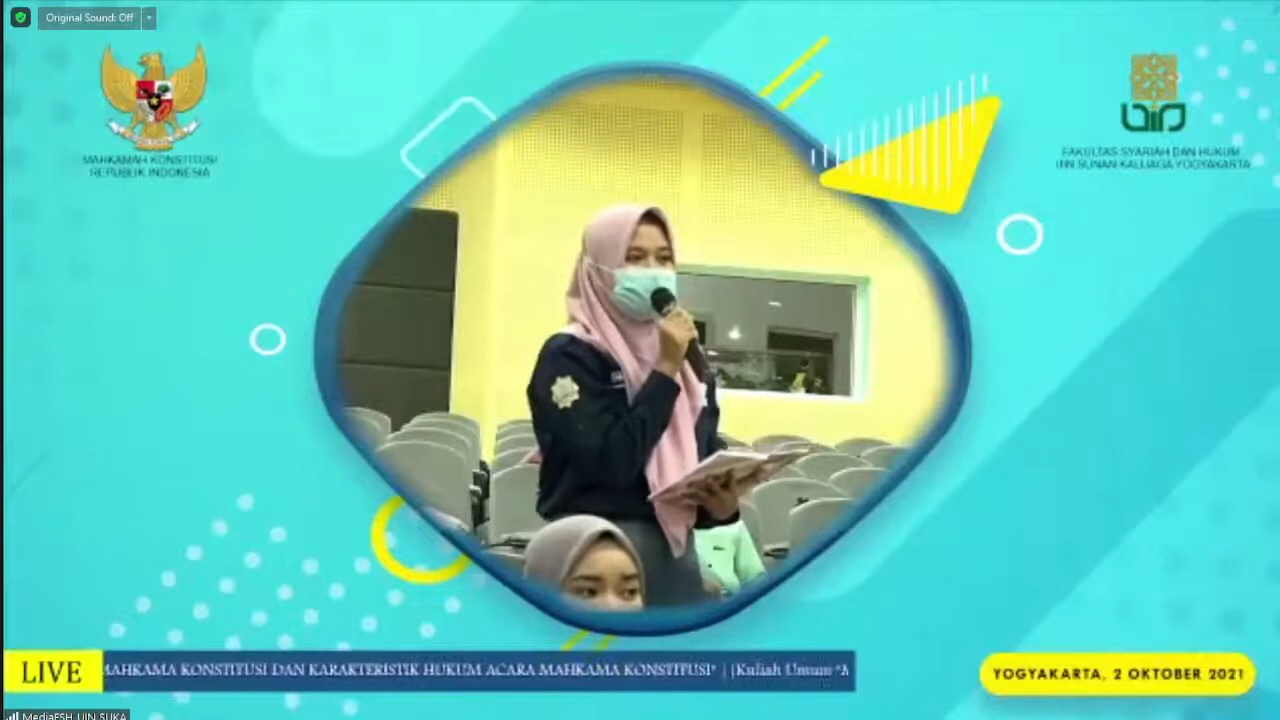 Original Sound: Off
MAHKAMAH KONSTITUSI
REPUBLIK INDONESIA
uin
FAKULTAS SYARIAH DAN HUKUM
UIN SUNAN KALIJAGA YOGYAKARTA
LIVE
MAHKAMA KONSTITUSI DAN KARAKTERISTIK HUKUM ACARA MAHKAMA KONSTITUSI" | |Kuliah Umum "M
YOGYAKARTA, 2 OKTOBER 2021
MediaFSH_UIN SUKA